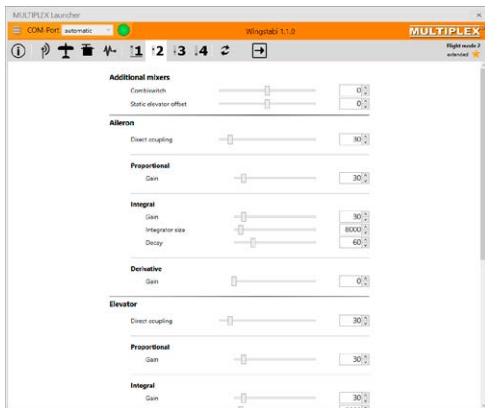 MULTIPLEX Launcher
COM-Port: automatic
Wingstabi 1.1.0
MULTIPLEX
1 2 3 4
Flight mode 2
extended
Additional mixers
Combiswitch 0
Static elevator offset 0
Aileron
Direct coupling 30
Proportional
Gain 30
Integral
Gain 30
Integrator size 8000
Decay 60
Derivative
Gain 0
Elevator
Direct coupling 30
Proportional
Gain 30
Integral
Gain 30